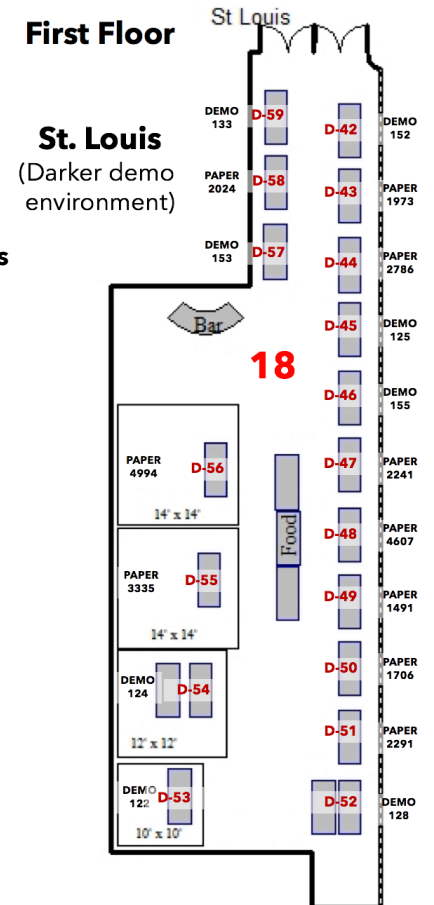 St Louis
First Floor
St. Louis
(Darker demo
environment)
s
DEMO
133
D-59
D-42
DEMO
152
PAPER
2024
D-58
D-43
PAPER
1973
DEMO
153
D-57
D-44
PAPER
2786
Bar
D-45
DEMO
125
18
D-46
DEMO
155
PAPER
4994
D-56
14' x 14'
D-47
PAPER
2241
Food
D-48
PAPER
4607
PAPER
3335
D-55
14' x 14'
D-49
PAPER
1491
DEMO
124
D-54
12' x 12'
D-50
PAPER
1706
D-51
PAPER
2291
DEMO
122
D-53
10' x 10'
D-52
DEMO
128